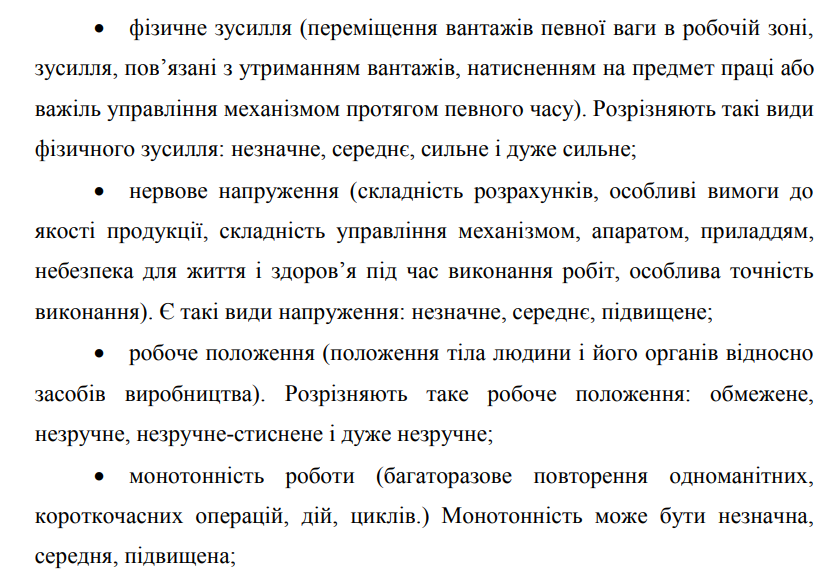 • фізичне зусилля (переміщення вантажів певної ваги в робочій зоні,
зусилля, пов’язані з утриманням вантажів, натисненням на предмет праці або
важіль управління механізмом протягом певного часу). Розрізняють такі види
фізичного зусилля: незначне, середнє, сильне і дуже сильне;
• нервове напруження (складність розрахунків, особливі вимоги до
якості продукції, складність управління механізмом, апаратом, приладдям,
небезпека для життя і здоров’я під час виконання робіт, особлива точність
виконання). Є такі види напруження: незначне, середнє, підвищене;
• робоче положення (положення тіла людини і його органів відносно
засобів виробництва). Розрізняють таке робоче положення: обмежене,
незручне, незручне-стиснене і дуже незручне;
• монотонність роботи (багаторазове повторення одноманітних,
короткочасних операцій, дій, циклів.) Монотонність може бути незначна,
середня, підвищена;